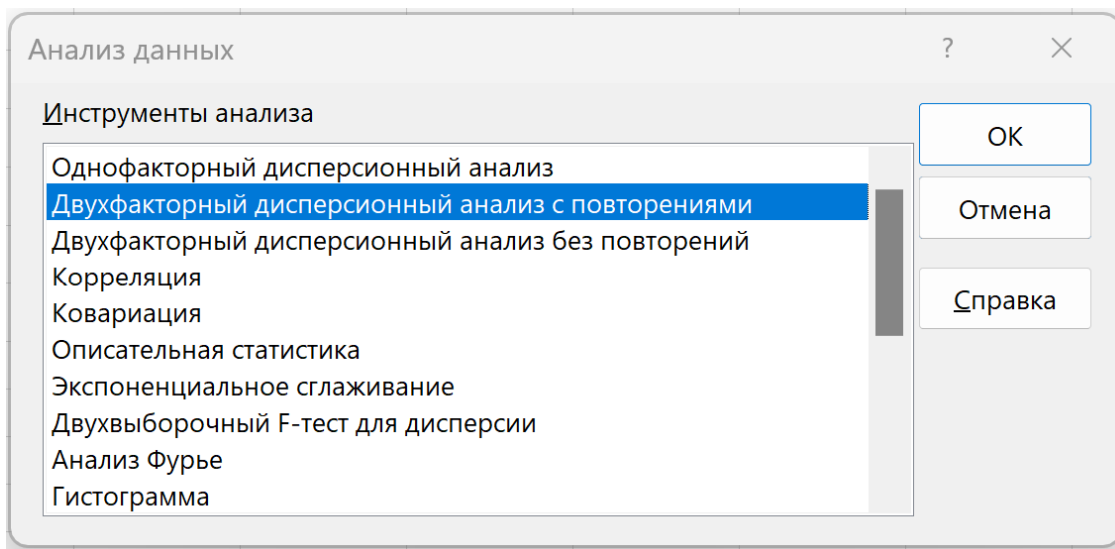 Анализ данных
?
Инструменты анализа
Однофакторный дисперсионный анализ
Двухфакторный дисперсионный анализ с повторениями
Двухфакторный дисперсионный анализ без повторений
Корреляция
Ковариация
Описательная статистика
Экспоненциальное сглаживание
Двухвыборочный F-тест для дисперсии
Анализ Фурье
Гистограмма
ОК
Отмена
Справка